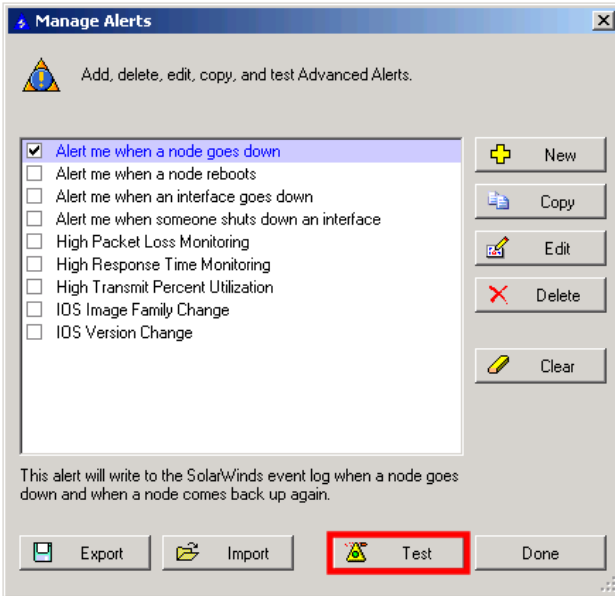 Manage Alerts
Add, delete, edit, copy, and test Advanced Alerts.
Alert me when a node goes down
Alert me when a node reboots
Alert me when an interface goes down
Alert me when someone shuts down an interface
High Packet Loss Monitoring
High Response Time Monitoring
High Transmit Percent Utilization
IOS Image Family Change
IOS Version Change
New
Copy
Edit
Delete
Clear
This alert will write to the SolarWinds event log when a node goes
down and when a node comes back up again.
Export
Import
Test
Done